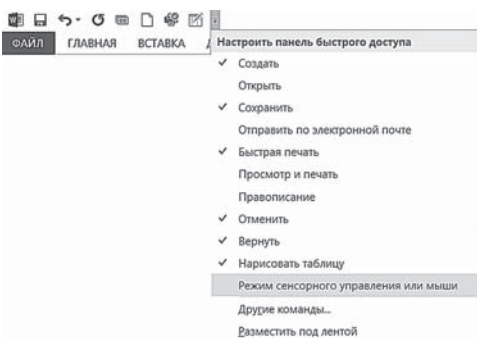 ФАЙЛ ГЛАВНАЯ ВСТАВКА
Настроить панель быстрого доступа
✓ Создать
Открыть
✓ Сохранить
Отправить по электронной почте
✓ Быстрая печать
Просмотр и печать
Правописание
✓ Отменить
✓ Вернуть
✓ Нарисовать таблицу
Режим сенсорного управления или мыши
Другие команды...
Разместить под лентой